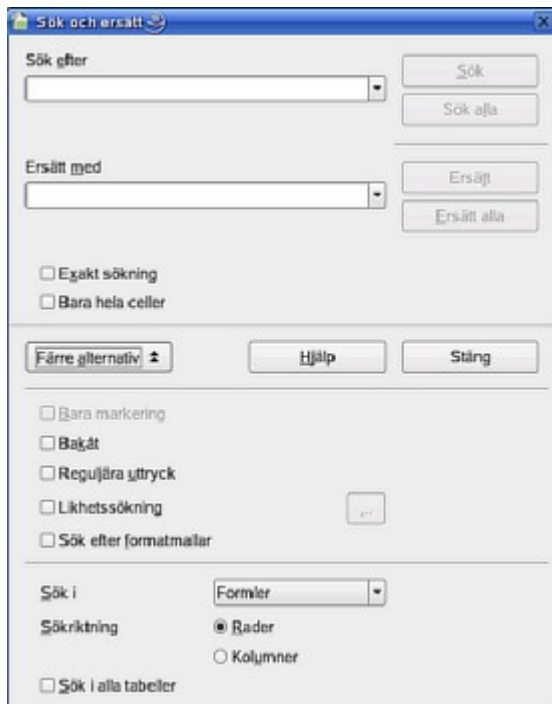 Sök och ersätt
Sök efter
Sök
Sök alla
Ersätt med
Ersätt
Ersätt alla
Exakt sökning
Bara hela celler
Färre alternativ
Hjälp
Stäng
Bara markering
Bakåt
Reguljära uttryck
Likhetssökning
...
Sök efter formatmallar
Sök i
Formler
Sökriktning
Rader
Kolumner
Sök i alla tabeller